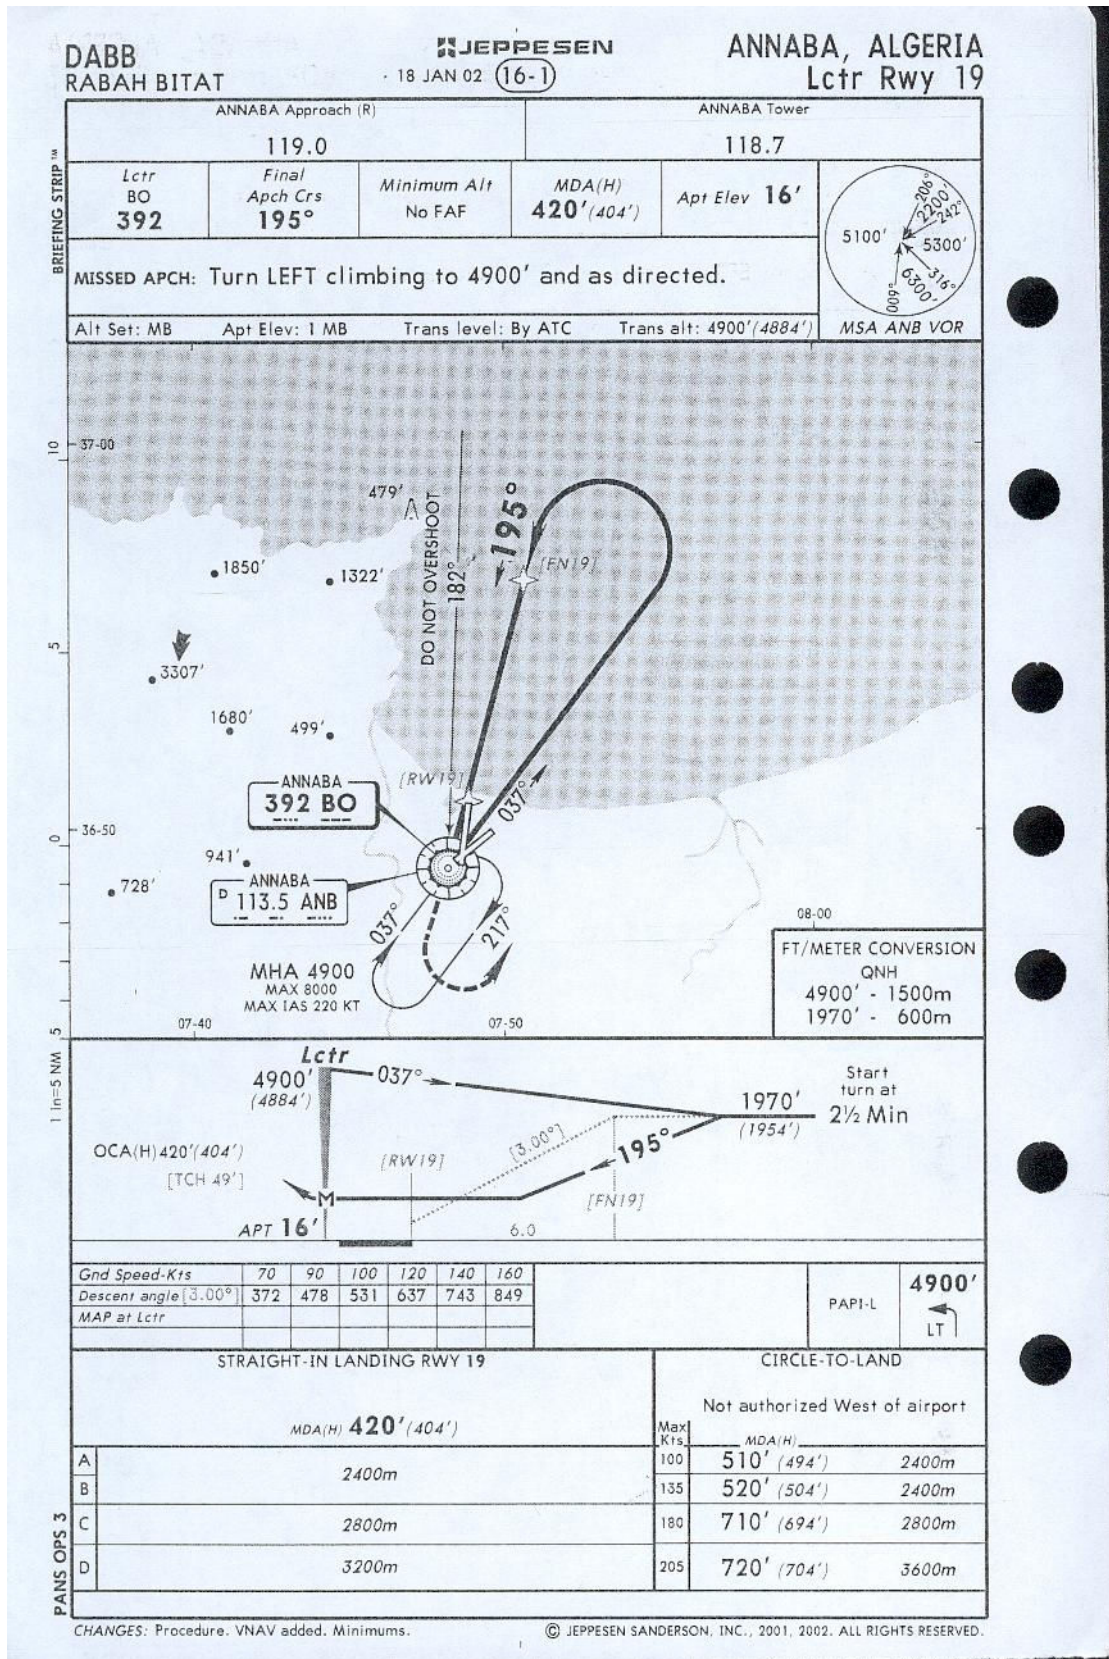 DABB
RABAH BITAT
JEPPESEN
18 JAN 02 16-1
ANNABA, ALGERIA
Lctr Rwy 19
BRIEFING STRIP™
ANNABA Approach (R)
119.0
ANNABA Tower
118.7
Lctr
BO
392
Final
Apch Crs
195°
Minimum Alt
No FAF
MDA(H)
420'(404')
Apt Elev 16'
206°
2200'
242°
5100'
5300'
316°
6300'
009°
MSA ANB VOR
MISSED APCH: Turn LEFT climbing to 4900' and as directed.
Alt Set: MB Apt Elev: 1 MB Trans level: By ATC Trans alt: 4900'(4884')
10
37-00
479'
DO NOT OVERSHOOT
182°
195°
[FN19]
1850'
1322'
5
3307'
1680'
499'
[RW19]
ANNABA
392 BO
037°
36-50
0
941'
728'
ANNABA
D 113.5 ANB
037°
217°
MHA 4900
MAX 8000
MAX IAS 220 KT
08-00
FT/METER CONVERSION
QNH
4900' - 1500m
1970' - 600m
07-40
07-50
5
1 In=5 NM
Lctr
4900'
(4884')
037°
1970'
(1954')
Start
turn at
2½ Min
OCA(H) 420'(404')
[TCH 49']
[RW19]
[3.00°]
195°
[FN19]
M
APT 16'
6.0
Gnd Speed-Kts 70 90 100 120 140 160
Descent angle [3.00°] 372 478 531 637 743 849
MAP at Lctr
PAPI-L
4900'
LT
STRAIGHT-IN LANDING RWY 19
MDA(H) 420'(404')
A
B
2400m
C 2800m
D 3200m
CIRCLE-TO-LAND
Not authorized West of airport
Max
Kts
MDA(H)
100 510' (494') 2400m
135 520' (504') 2400m
180 710' (694') 2800m
205 720' (704') 3600m
PANS OPS 3
CHANGES: Procedure. VNAV added. Minimums.
© JEPPESEN SANDERSON, INC., 2001, 2002. ALL RIGHTS RESERVED.